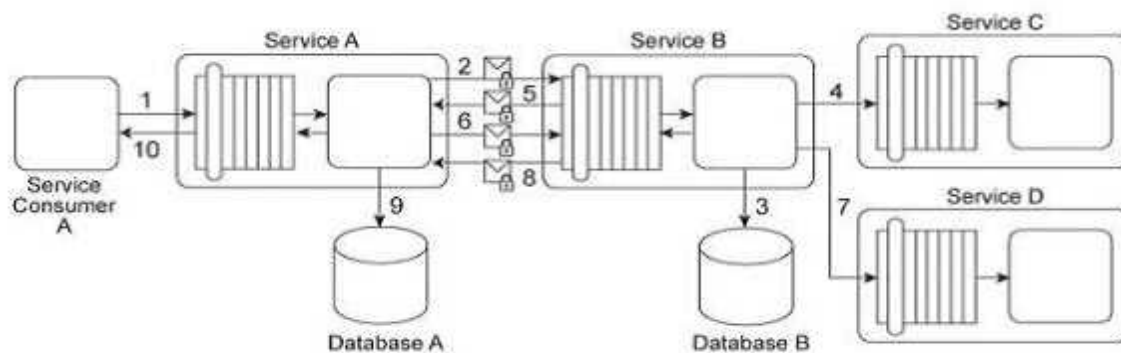 Service A
Service B
Service C
Service D
1
10
2
5
6
8
4
7
9
3
Service
Consumer
A
Database A
Database B